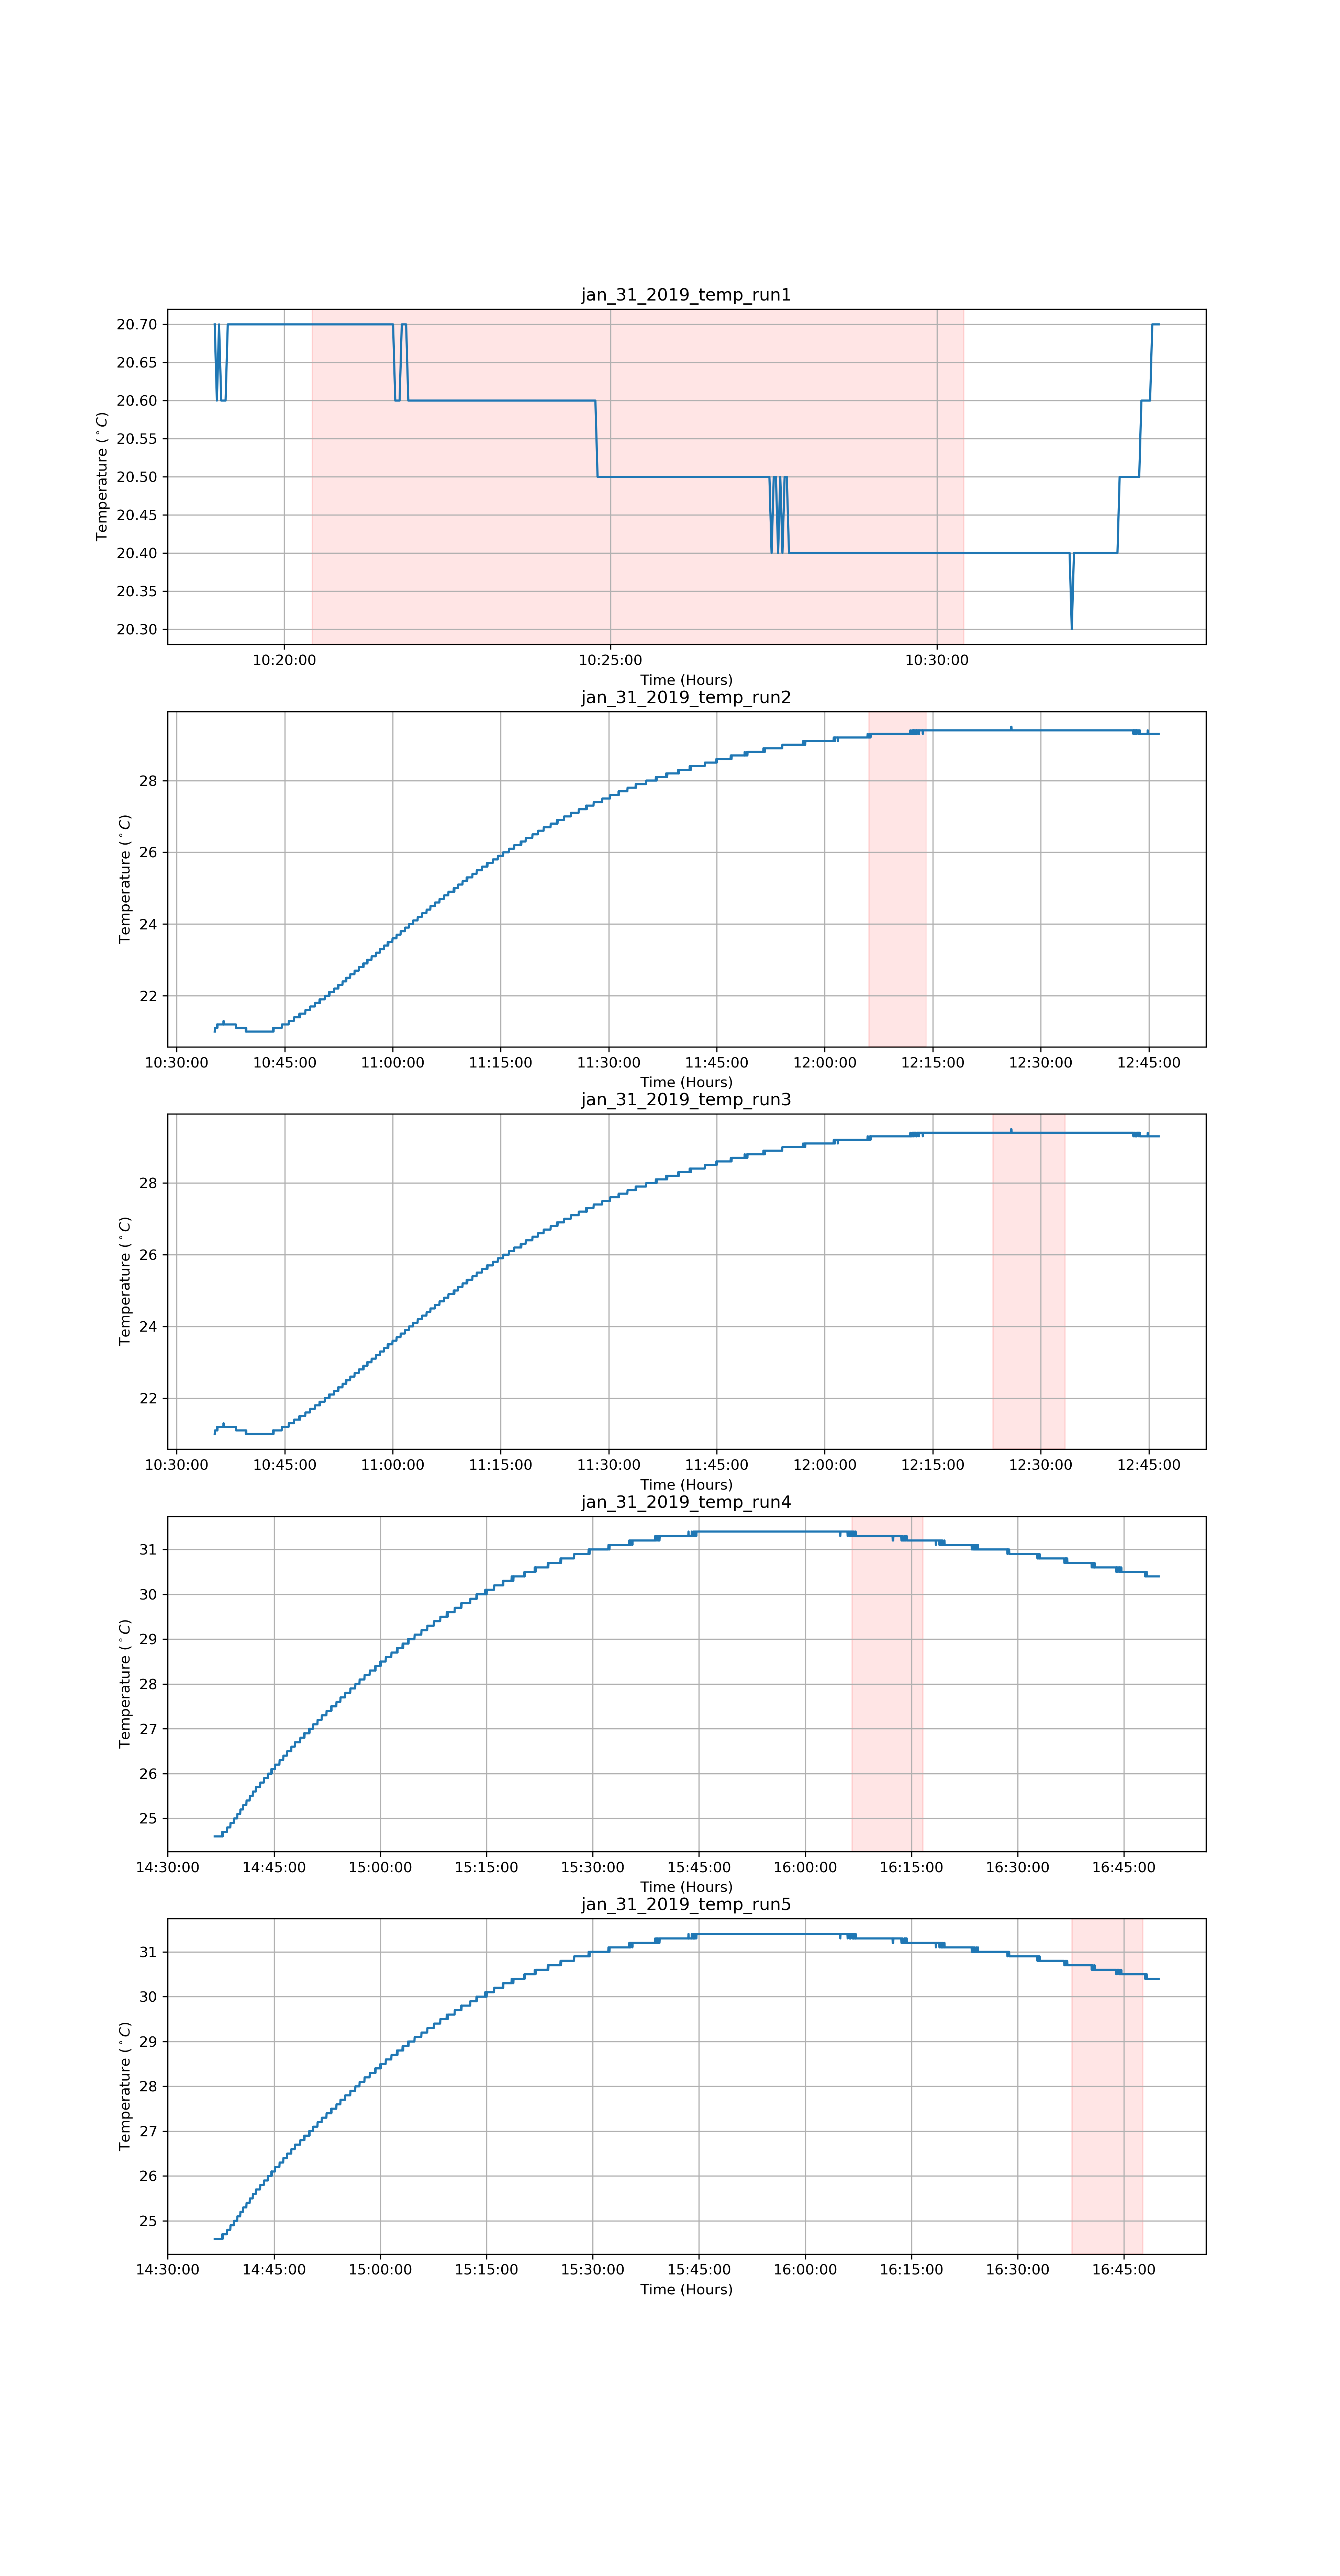 jan_31_2019_temp_run1
Temperature (°C)
20.70
20.65
20.60
20.55
20.50
20.45
20.40
20.35
20.30
10:20:00 10:25:00 10:30:00
Time (Hours)
jan_31_2019_temp_run2
Temperature (°C)
28
26
24
22
10:30:00 10:45:00 11:00:00 11:15:00 11:30:00 11:45:00 12:00:00 12:15:00 12:30:00 12:45:00
Time (Hours)
jan_31_2019_temp_run3
Temperature (°C)
28
26
24
22
10:30:00 10:45:00 11:00:00 11:15:00 11:30:00 11:45:00 12:00:00 12:15:00 12:30:00 12:45:00
Time (Hours)
jan_31_2019_temp_run4
Temperature (°C)
31
30
29
28
27
26
25
14:30:00 14:45:00 15:00:00 15:15:00 15:30:00 15:45:00 16:00:00 16:15:00 16:30:00 16:45:00
Time (Hours)
jan_31_2019_temp_run5
Temperature (°C)
31
30
29
28
27
26
25
14:30:00 14:45:00 15:00:00 15:15:00 15:30:00 15:45:00 16:00:00 16:15:00 16:30:00 16:45:00
Time (Hours)